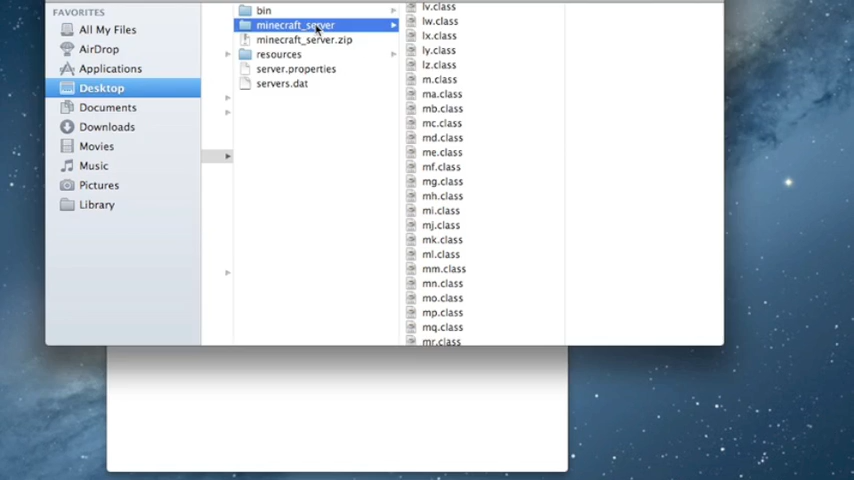 FAVORITES
All My Files
AirDrop
Applications
Desktop
Documents
Downloads
Movies
Music
Pictures
Library
bin
minecraft_server
minecraft_server.zip
resources
server.properties
servers.dat
lv.class
lw.class
lx.class
ly.class
lz.class
m.class
ma.class
mb.class
mc.class
md.class
me.class
mf.class
mg.class
mh.class
mi.class
mj.class
mk.class
ml.class
mm.class
mn.class
mo.class
mp.class
mq.class
mr.class